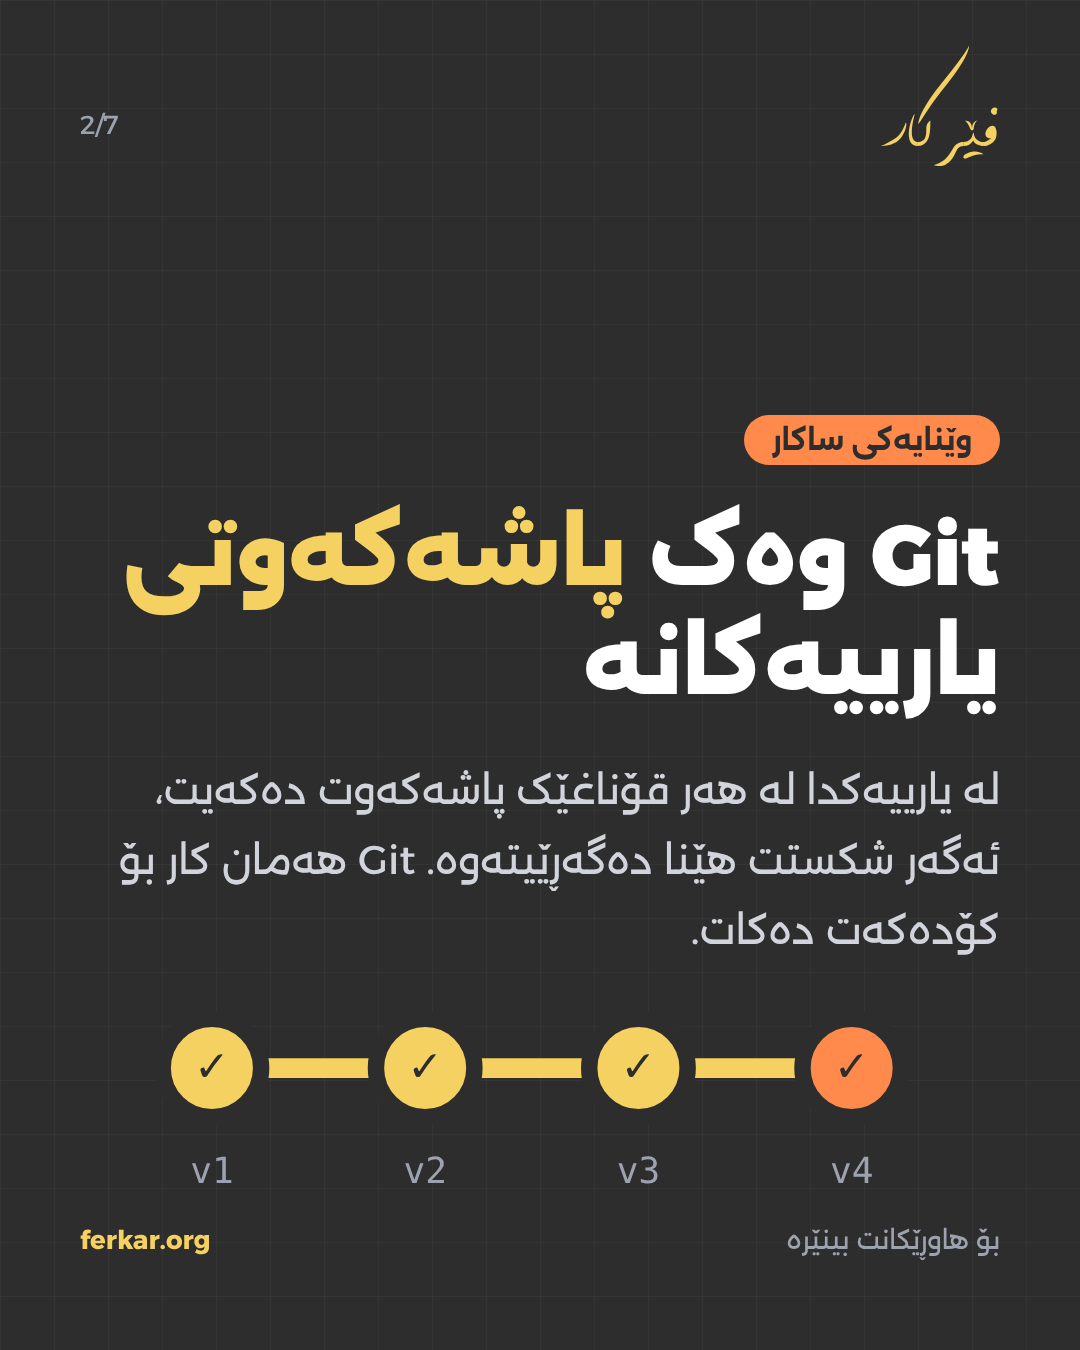 فێرکار
2/7
وێنایەکی ساکار
Git وەک پاشەکەوتی
یارییەکانە
لە یارییەکدا لە هەر قۆناغێک پاشەکەوت دەکەیت،
ئەگەر شکستت هێنا دەگەڕێیتەوە. Git هەمان کار بۆ
کۆدەکەت دەکات.
✓ ✓ ✓ ✓
v1 v2 v3 v4
بۆ هاوڕێکانت بینێرە
ferkar.org